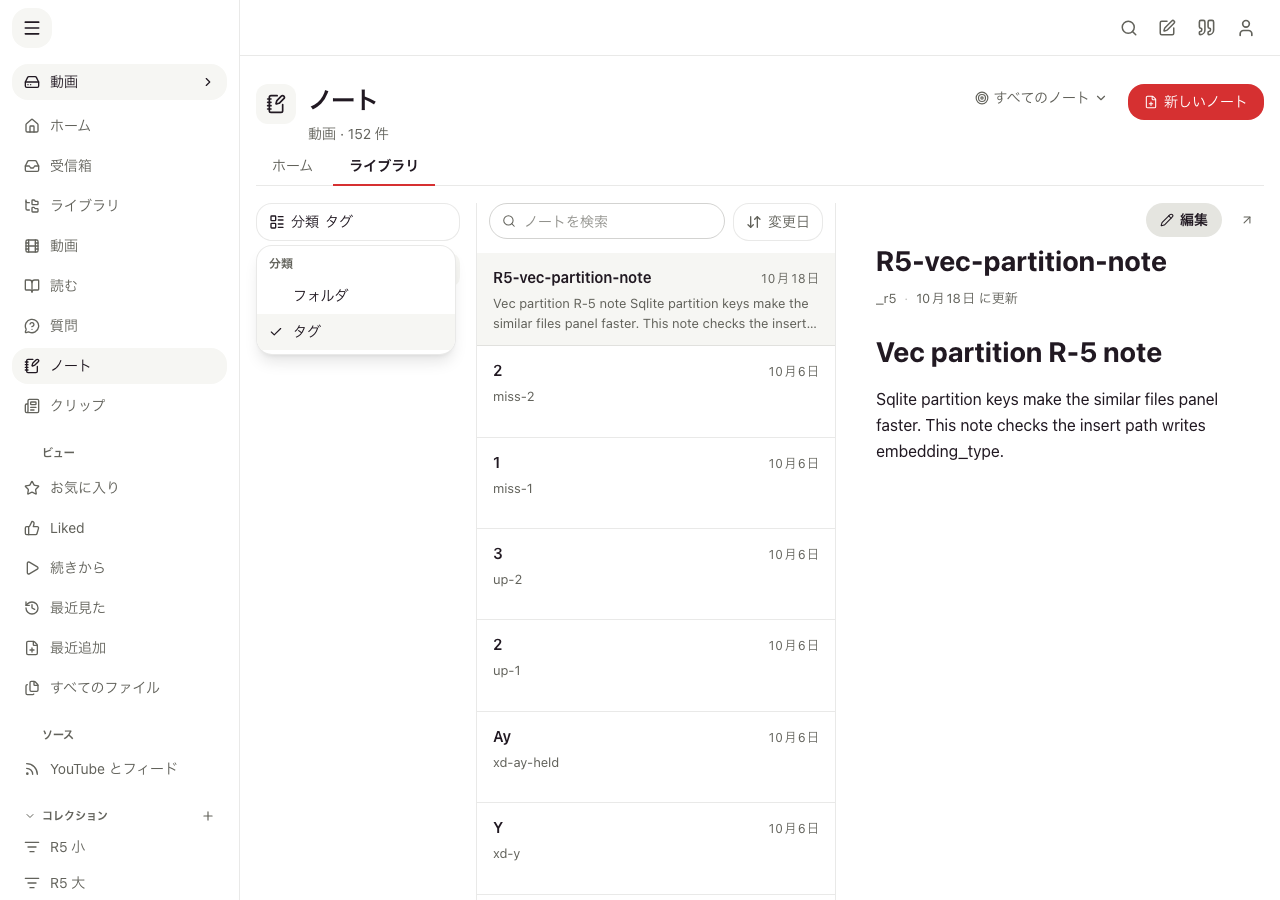 動画
ホーム
受信箱
ライブラリ
動画
読む
質問
ノート
クリップ
ビュー
お気に入り
Liked
続きから
最近見た
最近追加
すべてのファイル
ソース
YouTube とフィード
コレクション
R5 小
R5 大
ノート
動画 · 152 件
すべてのノート
新しいノート
ホーム
ライブラリ
分類 タグ
分類
フォルダ
タグ
ノートを検索
変更日
R5-vec-partition-note
10月18日
Vec partition R-5 note Sqlite partition keys make the
similar files panel faster. This note checks the insert...
2
10月6日
miss-2
1
10月6日
miss-1
3
10月6日
up-2
2
10月6日
up-1
Ay
10月6日
xd-ay-held
Y
10月6日
xd-y
編集
R5-vec-partition-note
_r5 · 10月18日 に更新
Vec partition R-5 note
Sqlite partition keys make the similar files panel
faster. This note checks the insert path writes
embedding_type.